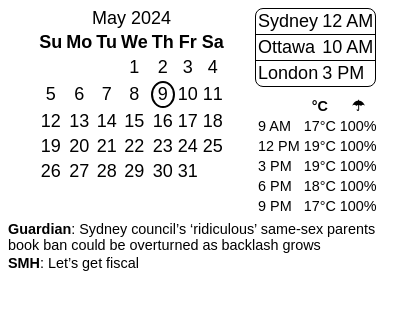 May 2024
Su Mo Tu We Th Fr Sa
1 2 3 4
5 6 7 8 9 10 11
12 13 14 15 16 17 18
19 20 21 22 23 24 25
26 27 28 29 30 31
Sydney 12 AM
Ottawa 10 AM
London 3 PM
°C ☂
9 AM 17°C 100%
12 PM 19°C 100%
3 PM 19°C 100%
6 PM 18°C 100%
9 PM 17°C 100%
Guardian: Sydney council’s ‘ridiculous’ same-sex parents
book ban could be overturned as backlash grows
SMH: Let’s get fiscal